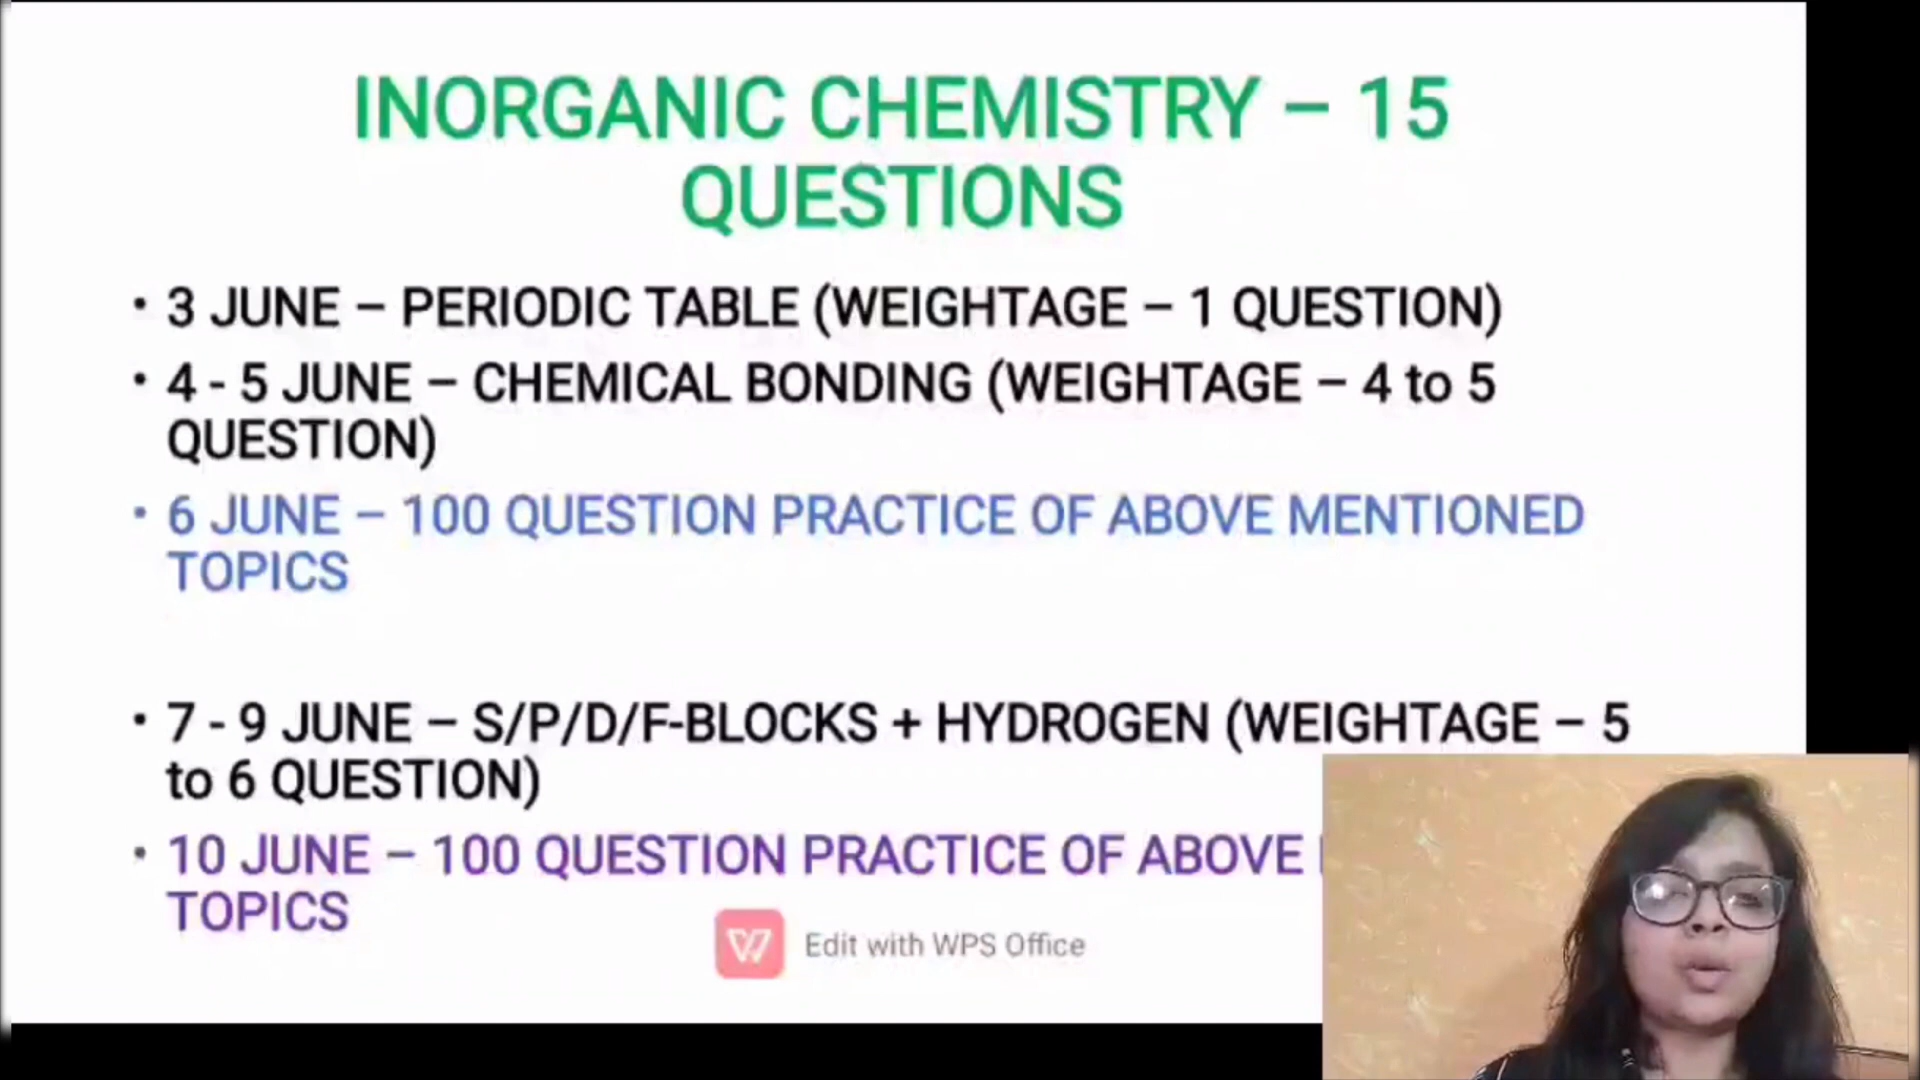 INORGANIC CHEMISTRY – 15
QUESTIONS
• 3 JUNE – PERIODIC TABLE (WEIGHTAGE – 1 QUESTION)
• 4 - 5 JUNE – CHEMICAL BONDING (WEIGHTAGE – 4 to 5
QUESTION)
• 6 JUNE – 100 QUESTION PRACTICE OF ABOVE MENTIONED
TOPICS
• 7 - 9 JUNE – S/P/D/F-BLOCKS + HYDROGEN (WEIGHTAGE – 5
to 6 QUESTION)
• 10 JUNE – 100 QUESTION PRACTICE OF ABOVE
TOPICS
Edit with WPS Office